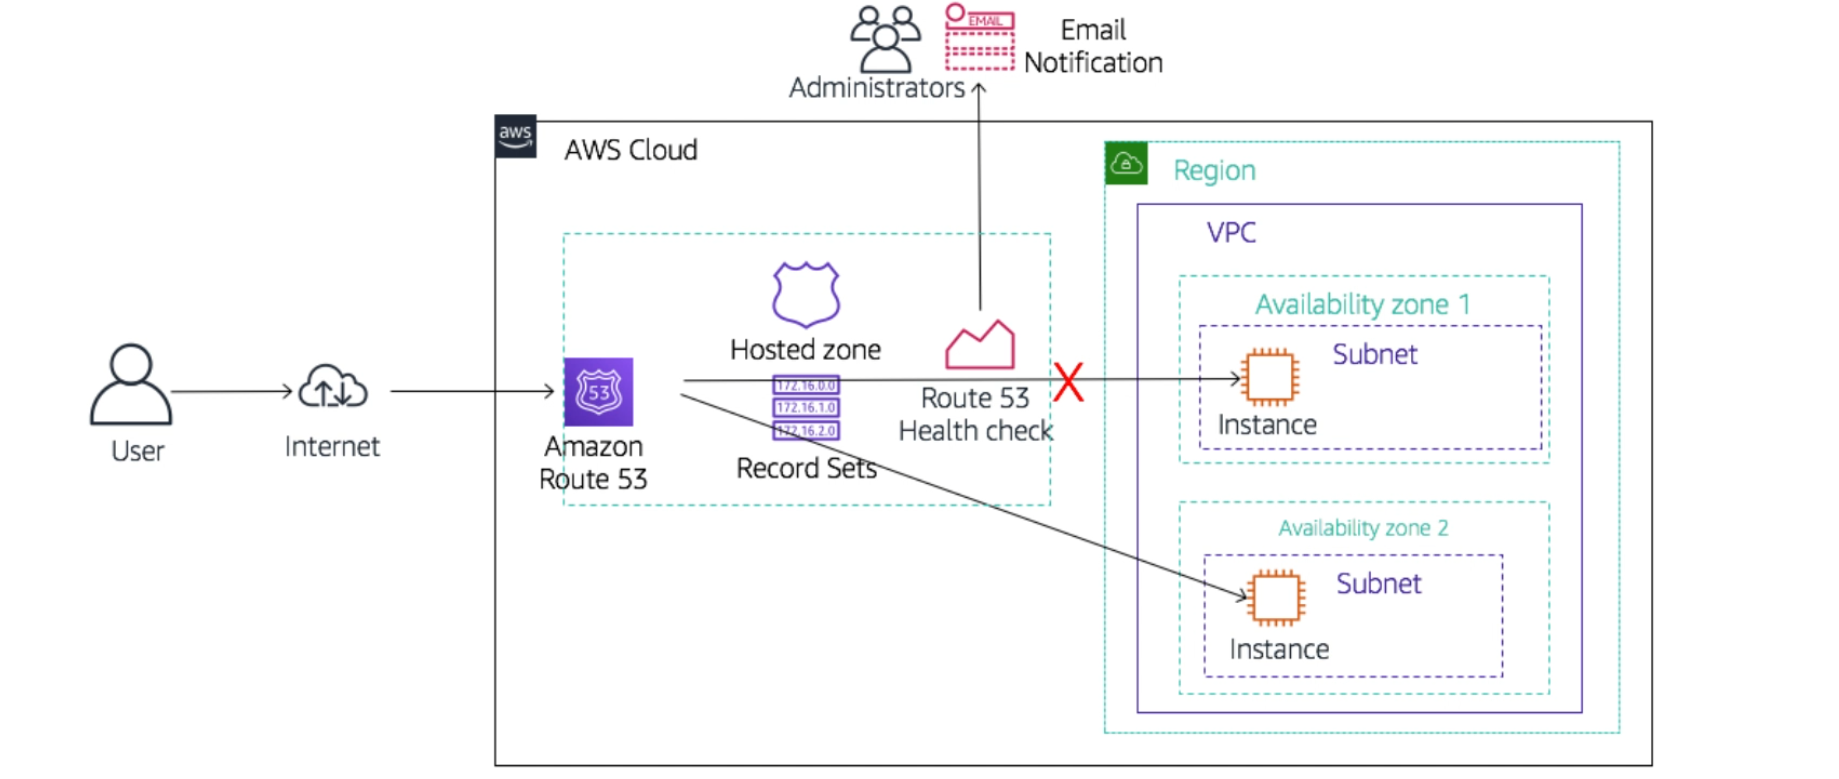 EMAIL
Email
Notification
Administrators
aws
AWS Cloud
Region
VPC
Availability zone 1
Subnet
Instance
Hosted zone
172.16.0.0
172.16.1.0
172.16.2.0
Record Sets
Route 53
Health check
X
53
Amazon
Route 53
User
Internet
Availability zone 2
Subnet
Instance